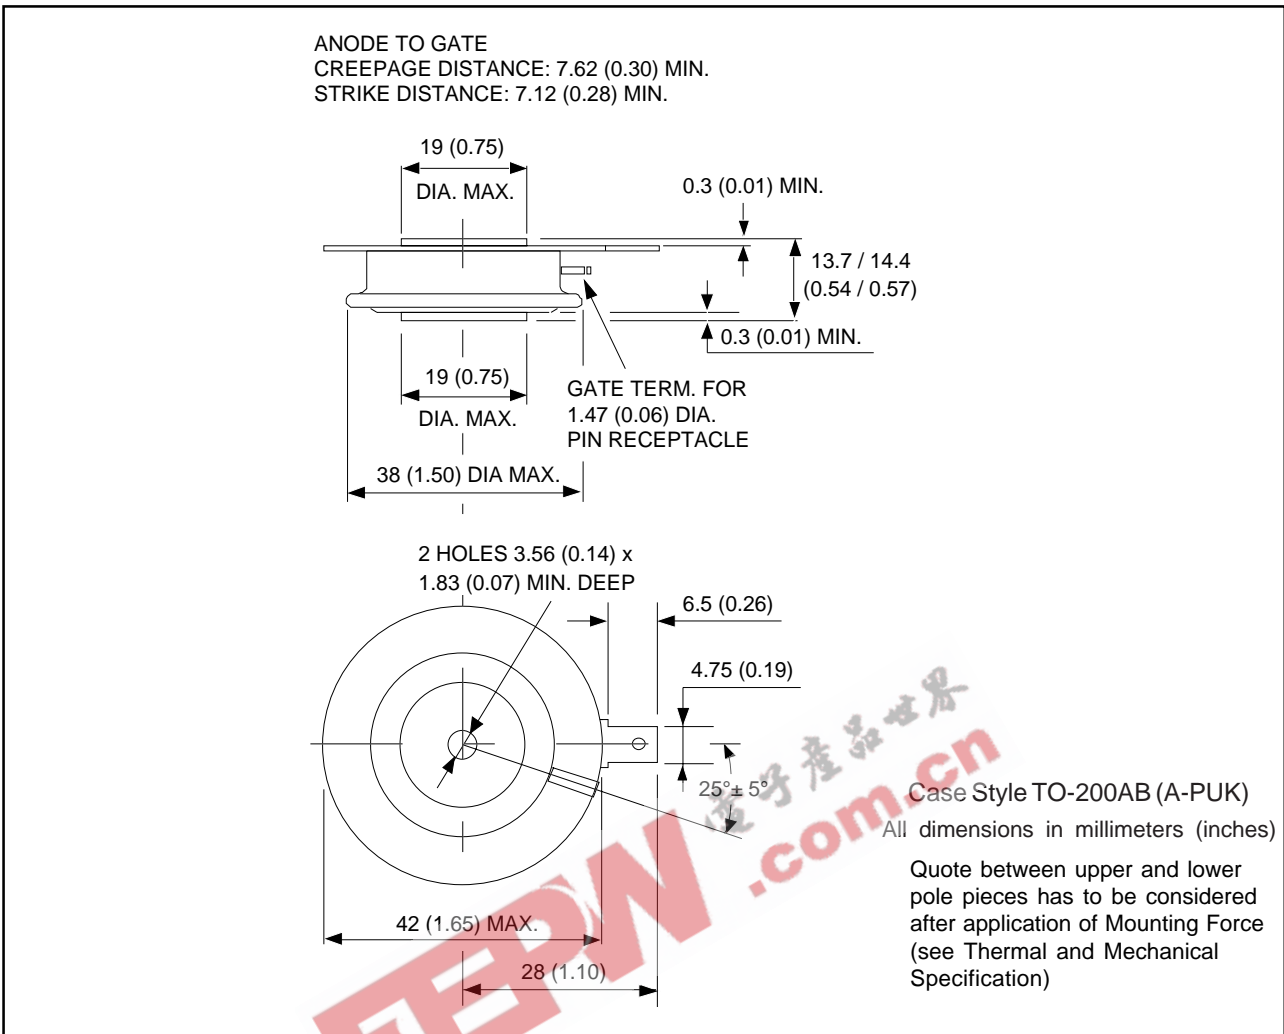 ANODE TO GATE
CREEPAGE DISTANCE: 7.62 (0.30) MIN.
STRIKE DISTANCE: 7.12 (0.28) MIN.
19 (0.75)
DIA. MAX.
0.3 (0.01) MIN.
13.7 / 14.4
(0.54 / 0.57)
0.3 (0.01) MIN.
19 (0.75)
DIA. MAX.
GATE TERM. FOR
1.47 (0.06) DIA.
PIN RECEPTACLE
38 (1.50) DIA MAX.
2 HOLES 3.56 (0.14) x
1.83 (0.07) MIN. DEEP
6.5 (0.26)
4.75 (0.19)
25°± 5°
42 (1.65) MAX.
28 (1.10)
Case Style TO-200AB (A-PUK)
All dimensions in millimeters (inches)
Quote between upper and lower
pole pieces has to be considered
after application of Mounting Force
(see Thermal and Mechanical
Specification)
電子產品世界
.com.cn